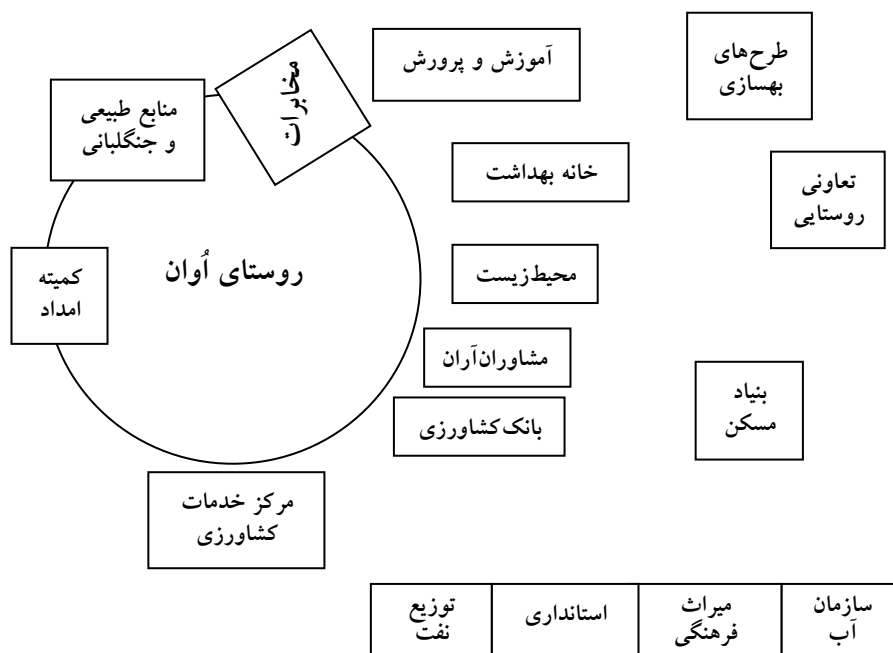 آموزش و پرورش
طرح‌های
بهسازی
مخابرات
منابع طبیعی
و جنگلبانی
خانه بهداشت
تعاونی
روستایی
روستای اُوان
محیط‌زیست
کمیته
امداد
مشاوران‌آران
بنیاد
مسکن
بانک‌کشاورزی
مرکز خدمات
کشاورزی
سازمان
آب
میراث
فرهنگی
استانداری
توزیع
نفت